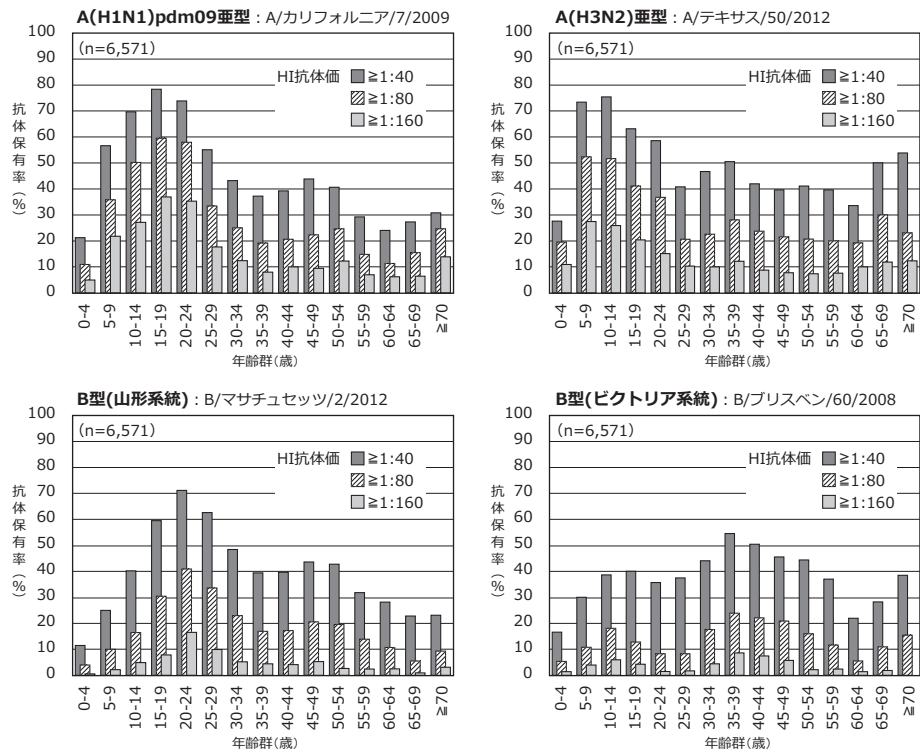 A(H1N1)pdm09亜型：A/カリフォルニア/7/2009
(n=6,571)
HI抗体価 ≧1:40
≧1:80
≧1:160
抗体保有率(%)
100
90
80
70
60
50
40
30
20
10
0
0-4 5-9 10-14 15-19 20-24 25-29 30-34 35-39 40-44 45-49 50-54 55-59 60-64 65-69 ≧70
年齢群(歳)
A(H3N2)亜型：A/テキサス/50/2012
(n=6,571)
HI抗体価 ≧1:40
≧1:80
≧1:160
抗体保有率(%)
100
90
80
70
60
50
40
30
20
10
0
0-4 5-9 10-14 15-19 20-24 25-29 30-34 35-39 40-44 45-49 50-54 55-59 60-64 65-69 ≧70
年齢群(歳)
B型(山形系統)：B/マサチュセッツ/2/2012
(n=6,571)
HI抗体価 ≧1:40
≧1:80
≧1:160
抗体保有率(%)
100
90
80
70
60
50
40
30
20
10
0
0-4 5-9 10-14 15-19 20-24 25-29 30-34 35-39 40-44 45-49 50-54 55-59 60-64 65-69 ≧70
年齢群(歳)
B型(ビクトリア系統)：B/ブリスベン/60/2008
(n=6,571)
HI抗体価 ≧1:40
≧1:80
≧1:160
抗体保有率(%)
100
90
80
70
60
50
40
30
20
10
0
0-4 5-9 10-14 15-19 20-24 25-29 30-34 35-39 40-44 45-49 50-54 55-59 60-64 65-69 ≧70
年齢群(歳)